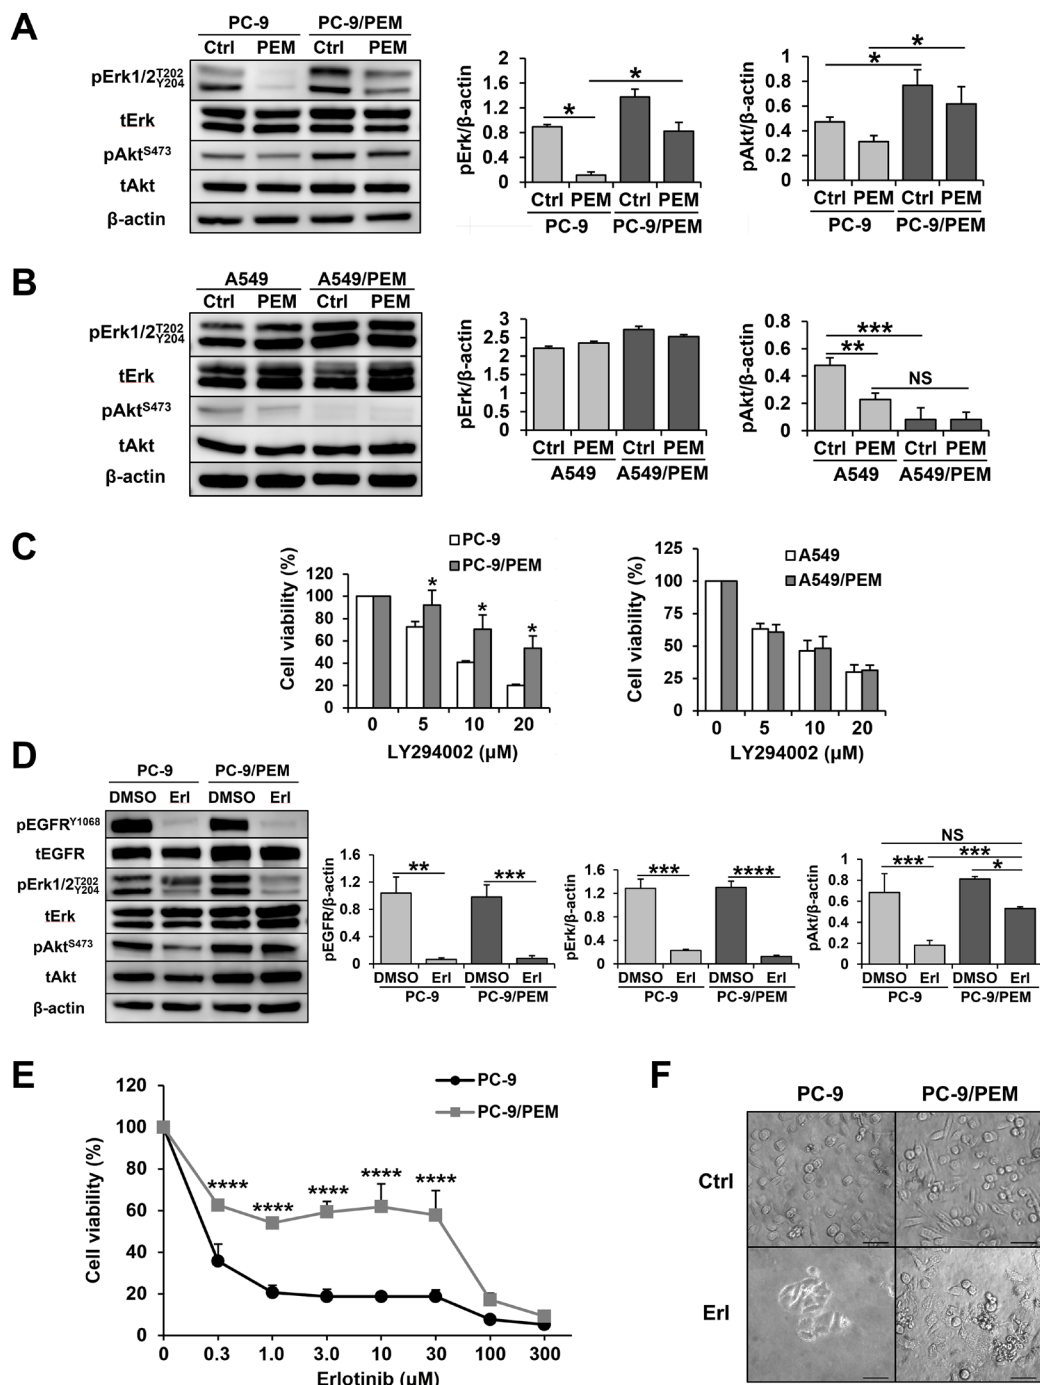 A
PC-9 PC-9/PEM
Ctrl PEM Ctrl PEM
pErk1/2 T202 Y204
tErk
pAktS473
tAkt
β-actin
pErk/β-actin
2
1.6
1.2
0.8
0.4
0
* *
Ctrl PEM Ctrl PEM
PC-9 PC-9/PEM
pAkt/β-actin
1
0.8
0.6
0.4
0.2
0
* *
Ctrl PEM Ctrl PEM
PC-9 PC-9/PEM
B
A549 A549/PEM
Ctrl PEM Ctrl PEM
pErk1/2 T202 Y204
tErk
pAktS473
tAkt
β-actin
pErk/β-actin
3
2.5
2
1.5
1
0.5
0
Ctrl PEM Ctrl PEM
A549 A549/PEM
pAkt/β-actin
0.8
0.6
0.4
0.2
0
***
**
NS
Ctrl PEM Ctrl PEM
A549 A549/PEM
C
PC-9
PC-9/PEM
Cell viability (%)
120
100
80
60
40
20
0
* * *
0 5 10 20
LY294002 (μM)
A549
A549/PEM
Cell viability (%)
125
100
75
50
25
0
0 5 10 20
LY294002 (μM)
D
PC-9 PC-9/PEM
DMSO Erl DMSO Erl
pEGFRY1068
tEGFR
pErk1/2 T202 Y204
tErk
pAktS473
tAkt
β-actin
pEGFR/β-actin
1.6
1.2
0.8
0.4
0
** ***
DMSO Erl DMSO Erl
PC-9 PC-9/PEM
pErk/β-actin
1.6
1.2
0.8
0.4
0
*** ****
DMSO Erl DMSO Erl
PC-9 PC-9/PEM
pAkt/β-actin
1
0.8
0.6
0.4
0.2
0
NS
*** ***
*
DMSO Erl DMSO Erl
PC-9 PC-9/PEM
E
PC-9
PC-9/PEM
Cell viability (%)
120
100
80
60
40
20
0
**** **** **** **** ****
0 0.3 1.0 3.0 10 30 100 300
Erlotinib (μM)
F
PC-9 PC-9/PEM
Ctrl
Erl